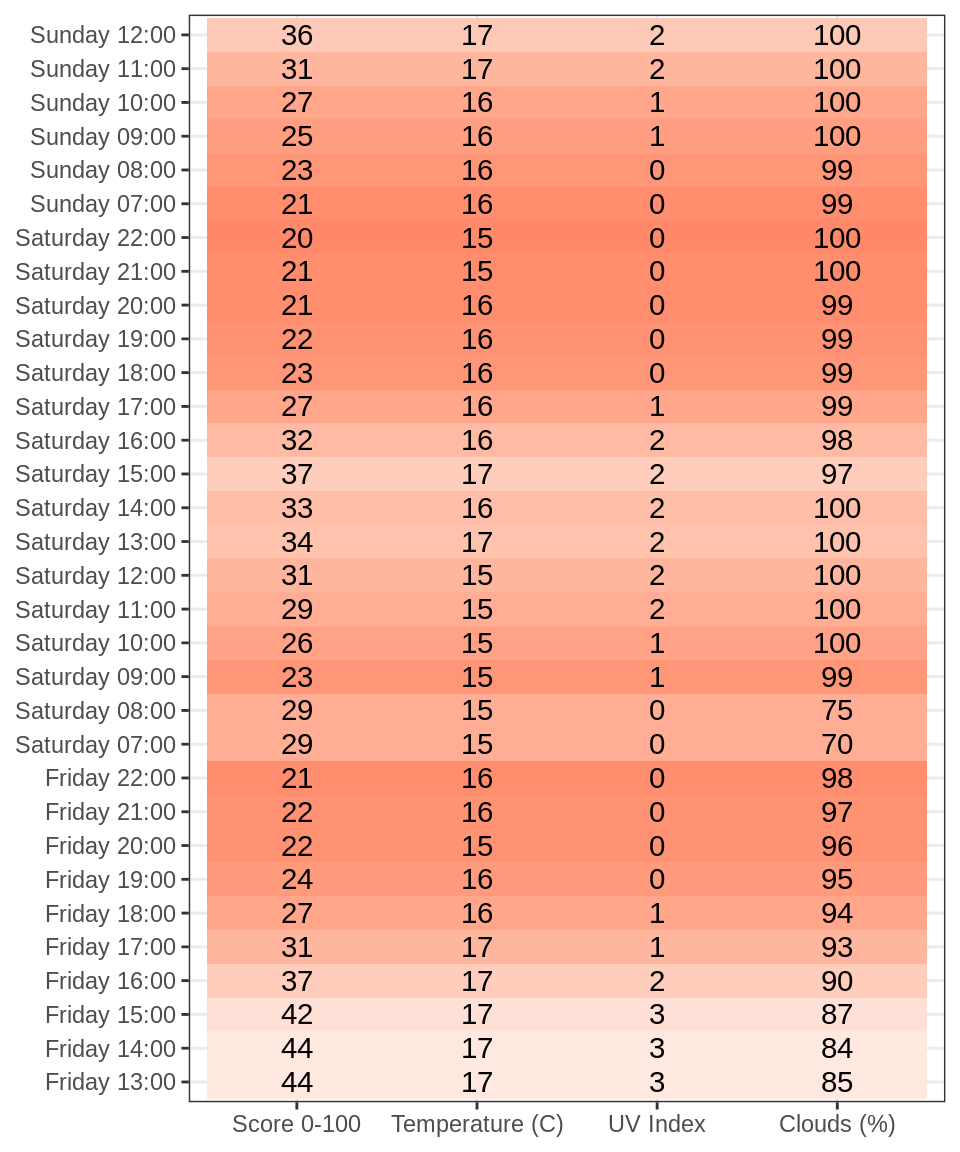 Sunday 12:00 36 17 2 100
Sunday 11:00 31 17 2 100
Sunday 10:00 27 16 1 100
Sunday 09:00 25 16 1 100
Sunday 08:00 23 16 0 99
Sunday 07:00 21 16 0 99
Saturday 22:00 20 15 0 100
Saturday 21:00 21 15 0 100
Saturday 20:00 21 16 0 99
Saturday 19:00 22 16 0 99
Saturday 18:00 23 16 0 99
Saturday 17:00 27 16 1 99
Saturday 16:00 32 16 2 98
Saturday 15:00 37 17 2 97
Saturday 14:00 33 16 2 100
Saturday 13:00 34 17 2 100
Saturday 12:00 31 15 2 100
Saturday 11:00 29 15 2 100
Saturday 10:00 26 15 1 100
Saturday 09:00 23 15 1 99
Saturday 08:00 29 15 0 75
Saturday 07:00 29 15 0 70
Friday 22:00 21 16 0 98
Friday 21:00 22 16 0 97
Friday 20:00 22 15 0 96
Friday 19:00 24 16 0 95
Friday 18:00 27 16 1 94
Friday 17:00 31 17 1 93
Friday 16:00 37 17 2 90
Friday 15:00 42 17 3 87
Friday 14:00 44 17 3 84
Friday 13:00 44 17 3 85
Score 0-100 Temperature (C) UV Index Clouds (%)